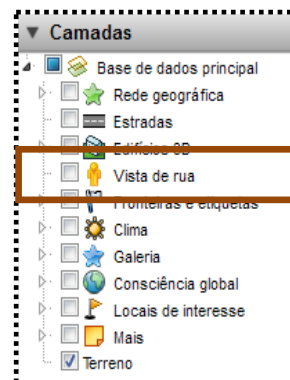 Camadas
Base de dados principal
Rede geográfica
Estradas
Edifícios 3D
Vista de rua
Fronteiras e etiquetas
Clima
Galeria
Consciência global
Locais de interesse
Mais
Terreno